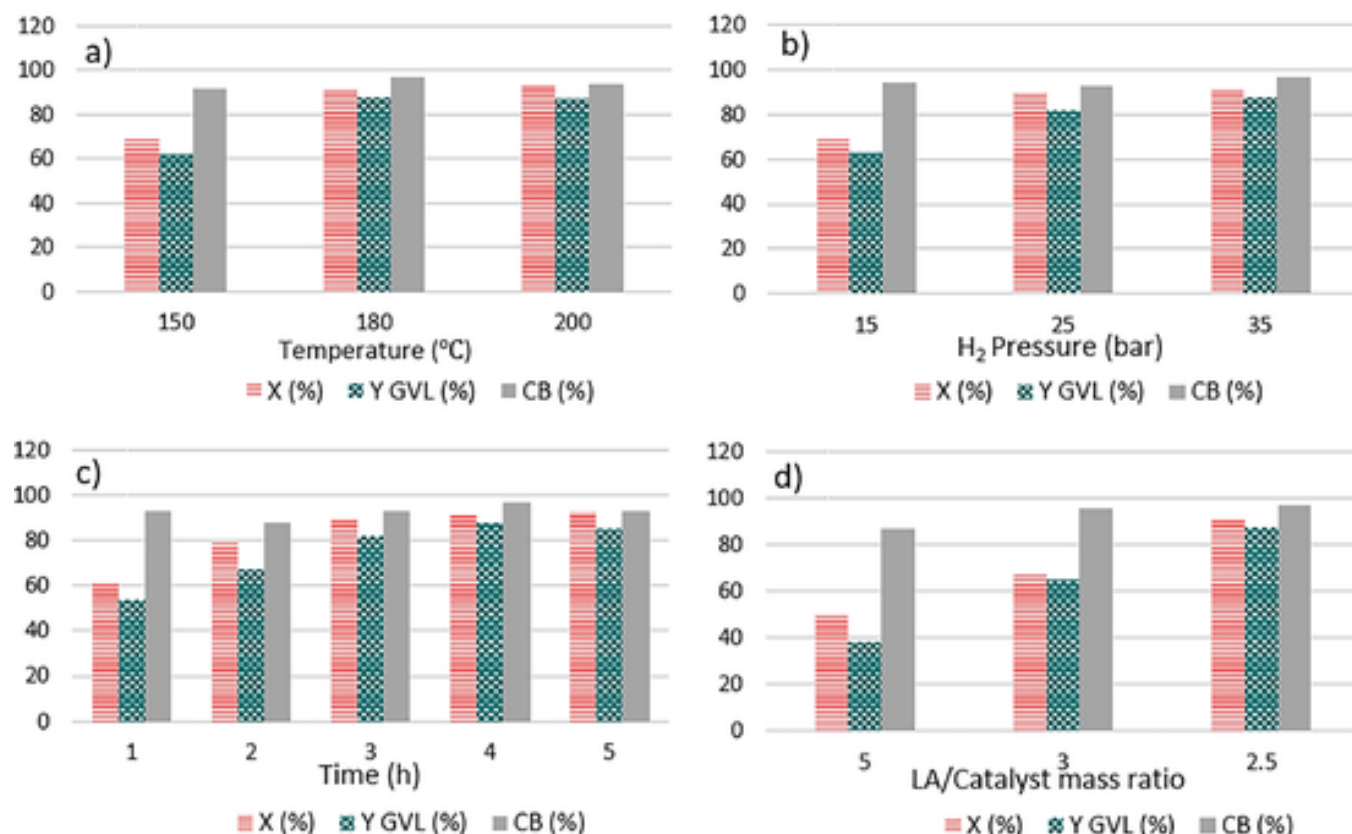 a)
120
100
80
60
40
20
0
150 180 200
Temperature (°C)
X (%) Y GVL (%) CB (%)
b)
120
100
80
60
40
20
0
15 25 35
H₂ Pressure (bar)
X (%) Y GVL (%) CB (%)
c)
120
100
80
60
40
20
0
1 2 3 4 5
Time (h)
X (%) Y GVL (%) CB (%)
d)
120
100
80
60
40
20
0
5 3 2.5
LA/Catalyst mass ratio
X (%) Y GVL (%) CB (%)